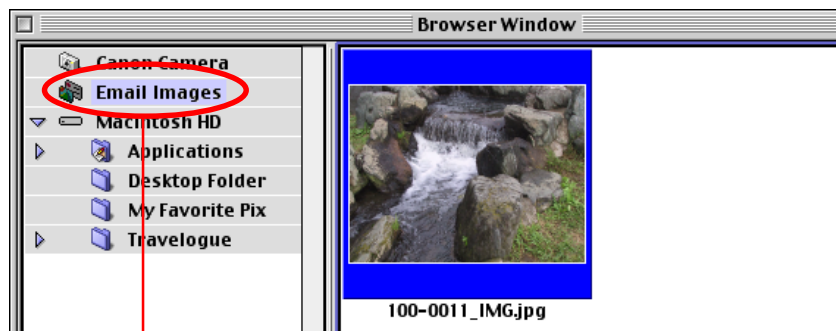 Browser Window
Canon Camera
Email Images
Macintosh HD
Applications
Desktop Folder
My Favorite Pix
Travelogue
100-0011_IMG.jpg